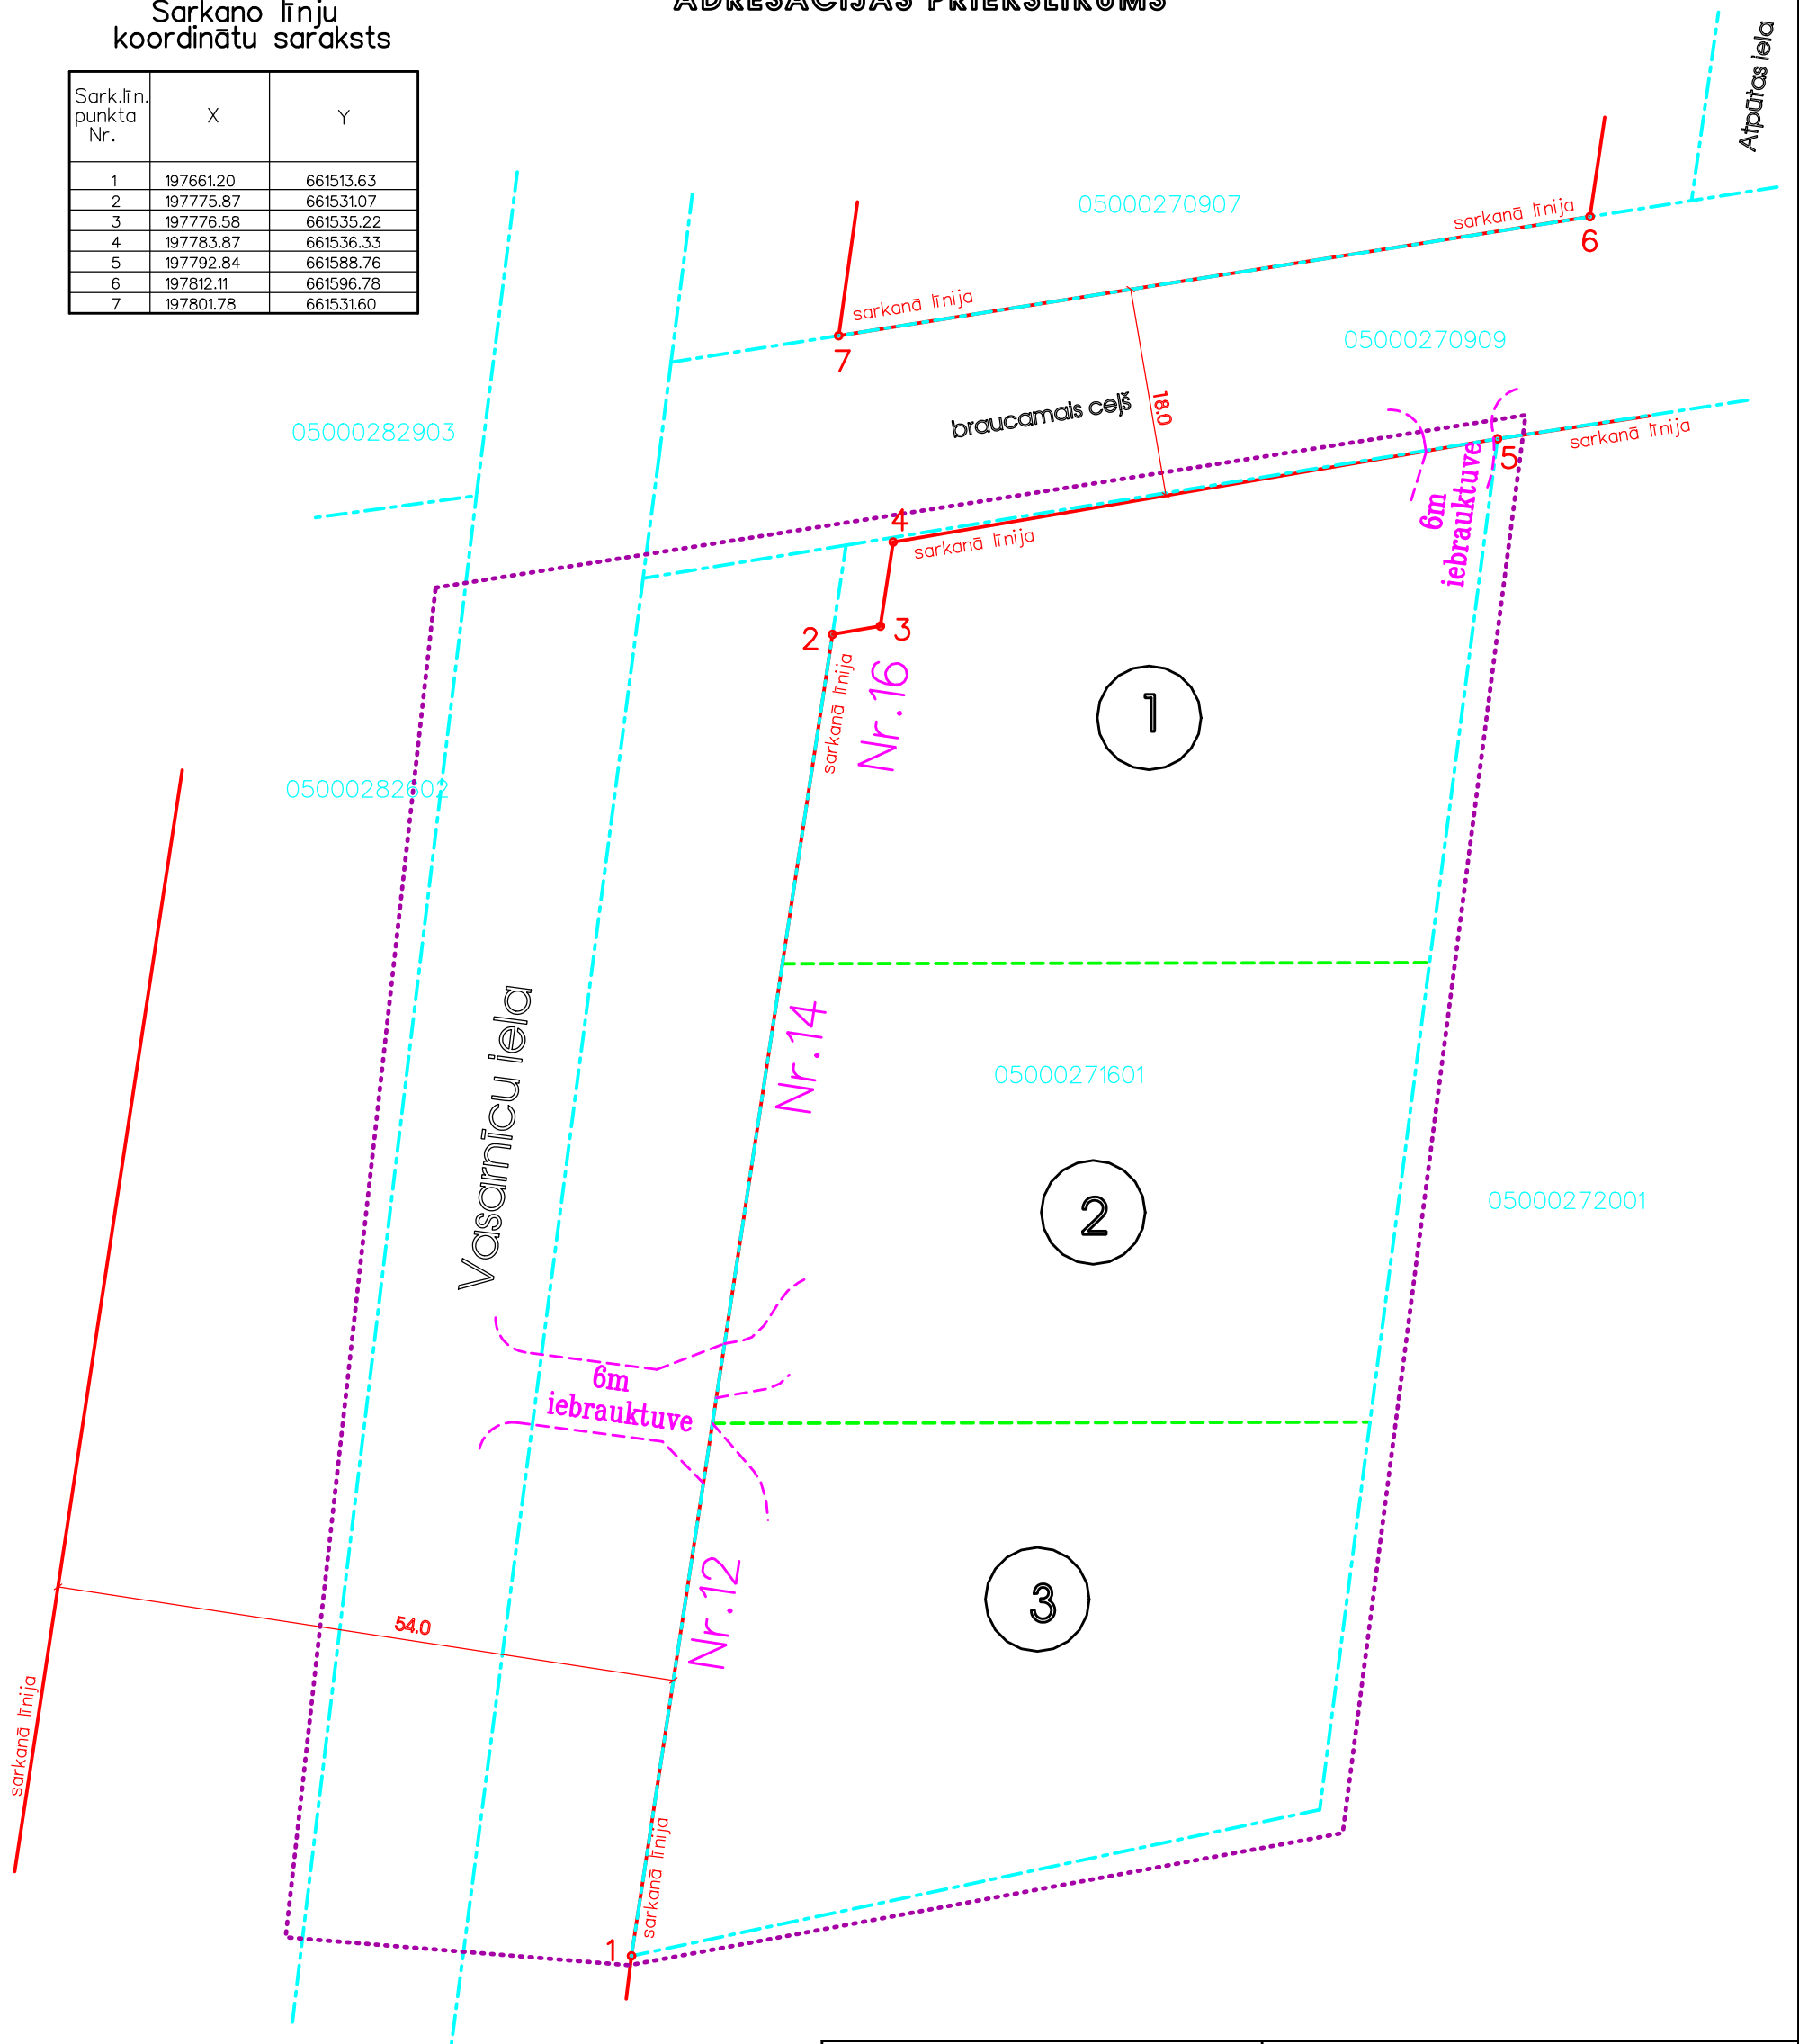 Sarkano līnju
koordinātu saraksts
ADRESĀCIJAS PRIEKŠLIKUMS
Sark.līn. punkta Nr. X Y
1 197661.20 661513.63
2 197775.87 661531.07
3 197776.58 661535.22
4 197783.87 661536.33
5 197792.84 661588.76
6 197812.11 661596.78
7 197801.78 661531.60
Atpūtas iela
05000270907
sarkanā līnija
6
sarkanā līnija
7
05000270909
18.0
braucamais ceļš
05000282903
sarkanā līnija
5
6m
iebrauktuve
4
sarkanā līnija
2
3
sarkanā līnija
Nr.16
1
05000282602
Vasarnīcu iela
Nr.14
05000271601
2
05000272001
6m
iebrauktuve
Nr.12
3
54.0
sarkanā līnija
sarkanā līnija
1